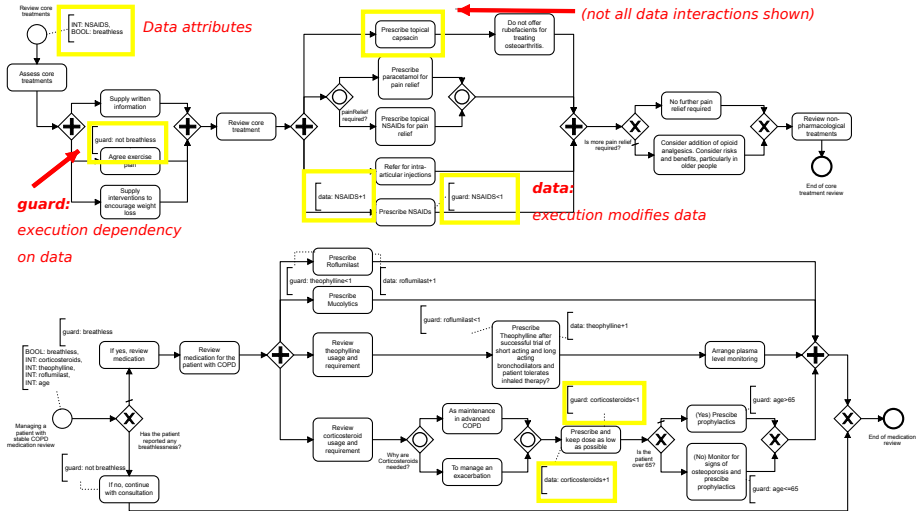 Review core
treatments
INT: NSAIDS,
BOOL: breathless
Data attributes
(not all data interactions shown)
Assess core
treatments
Supply written
information
guard: not breathless
Agree exercise
plan
Supply
interventions to
encourage weight
loss
Review core
treatment
Prescribe topical
capsacin
Do not offer
rubefacients for
treating
osteoarthritis.
painRelief
required?
Prescribe
paracetamol for
pain relief
Prescribe topical
NSAIDs for pain
relief
Refer for intra-
articular injections
data: NSAIDS+1
Prescribe NSAIDs
guard: NSAIDS<1
Is more pain
relief required?
No further pain
relief required
Consider addition of opioid
analgesics. Consider risks
and benefits, particularly in
older people
Review non-
pharmacological
treatments
End of core
treatment review
guard:
execution dependency
on data
data:
execution modifies data
Managing a
patient with
stable COPD
medication review
BOOL: breathless,
INT: corticosteroids,
INT: theophylline,
INT: roflumilast,
INT: age
guard: breathless
If yes, review
medication
Has the patient
reported any
breathlessness?
guard: not breathless
If no, continue
with consultation
Review
medication for the
patient with COPD
Prescribe
Roflumilast
guard: theophylline<1
data: roflumilast+1
Prescribe
Mucolytics
Review
theophylline
usage and
requirement
guard: roflumilast<1
Prescribe
Theophylline after
successful trial of
short acting and long
acting
bronchodilators and
patient tolerates
inhaled therapy?
data: theophylline+1
Arrange plasma
level monitoring
Review
corticosteroid
usage and
requirement
Why are
Corticosteroids
needed?
As maintenance
in advanced
COPD
To manage an
exacerbation
guard: corticosteroids<1
Prescribe and
keep dose as low
as possible
data: corticosteroids+1
Is the
patient
over 65?
(Yes) Prescibe
prophylactics
guard: age>65
(No) Monitor for
signs of
osteoporosis and
prescibe
prophylactics
guard: age<=65
End of medication
review